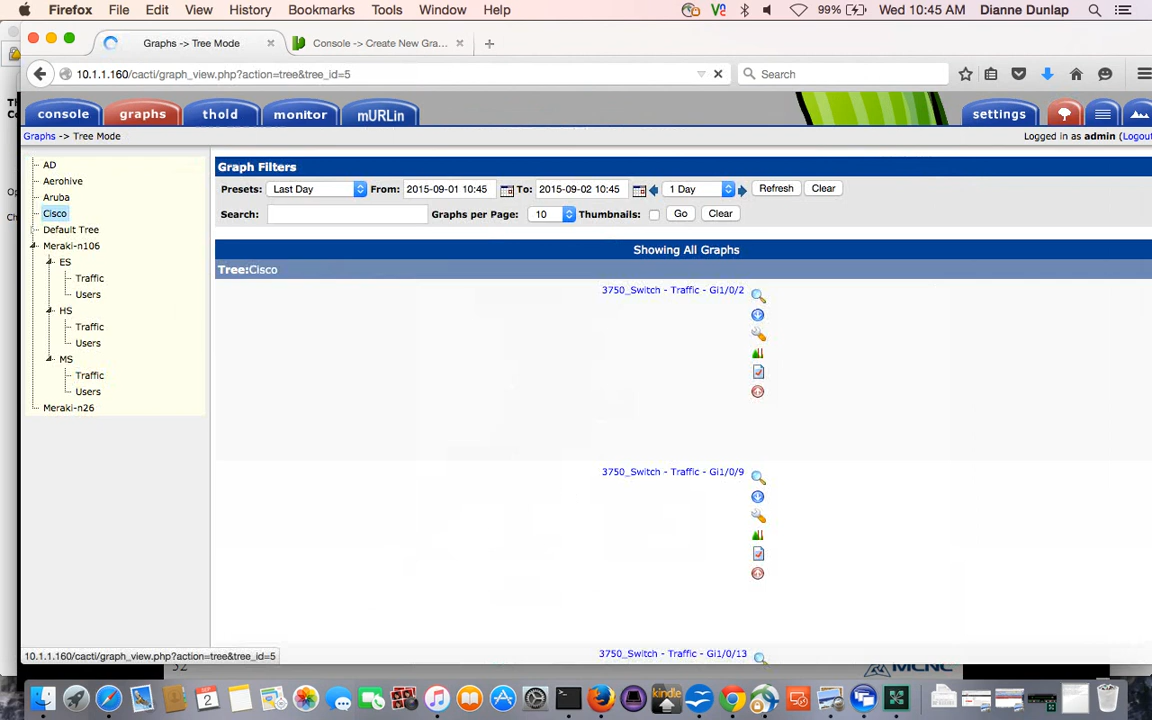 Firefox File Edit View History Bookmarks Tools Window Help 99% Wed 10:45 AM Dianne Dunlap
Graphs -> Tree Mode × Console -> Create New Gra... × +
10.1.1.160/cacti/graph_view.php?action=tree&tree_id=5 Search
console graphs thold monitor mURLin settings
Graphs -> Tree Mode Logged in as admin (Logout
AD
Aerohive
Aruba
Cisco
Default Tree
Meraki-n106
ES
Traffic
Users
HS
Traffic
Users
MS
Traffic
Users
Meraki-n26
Graph Filters
Presets: Last Day From: 2015-09-01 10:45 To: 2015-09-02 10:45 1 Day Refresh Clear
Search: Graphs per Page: 10 Thumbnails: Go Clear
Showing All Graphs
Tree:Cisco
3750_Switch - Traffic - Gi1/0/2
3750_Switch - Traffic - Gi1/0/9
3750_Switch - Traffic - Gi1/0/13
10.1.1.160/cacti/graph_view.php?action=tree&tree_id=5
MCNC
SEP
2
kindle